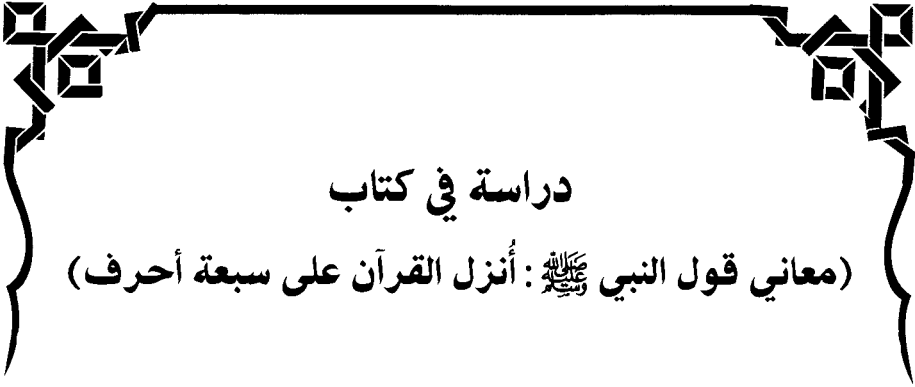 دراسة في كتاب
(معاني قول النبي ﷺ : أُنزل القرآن على سبعة أحرف)